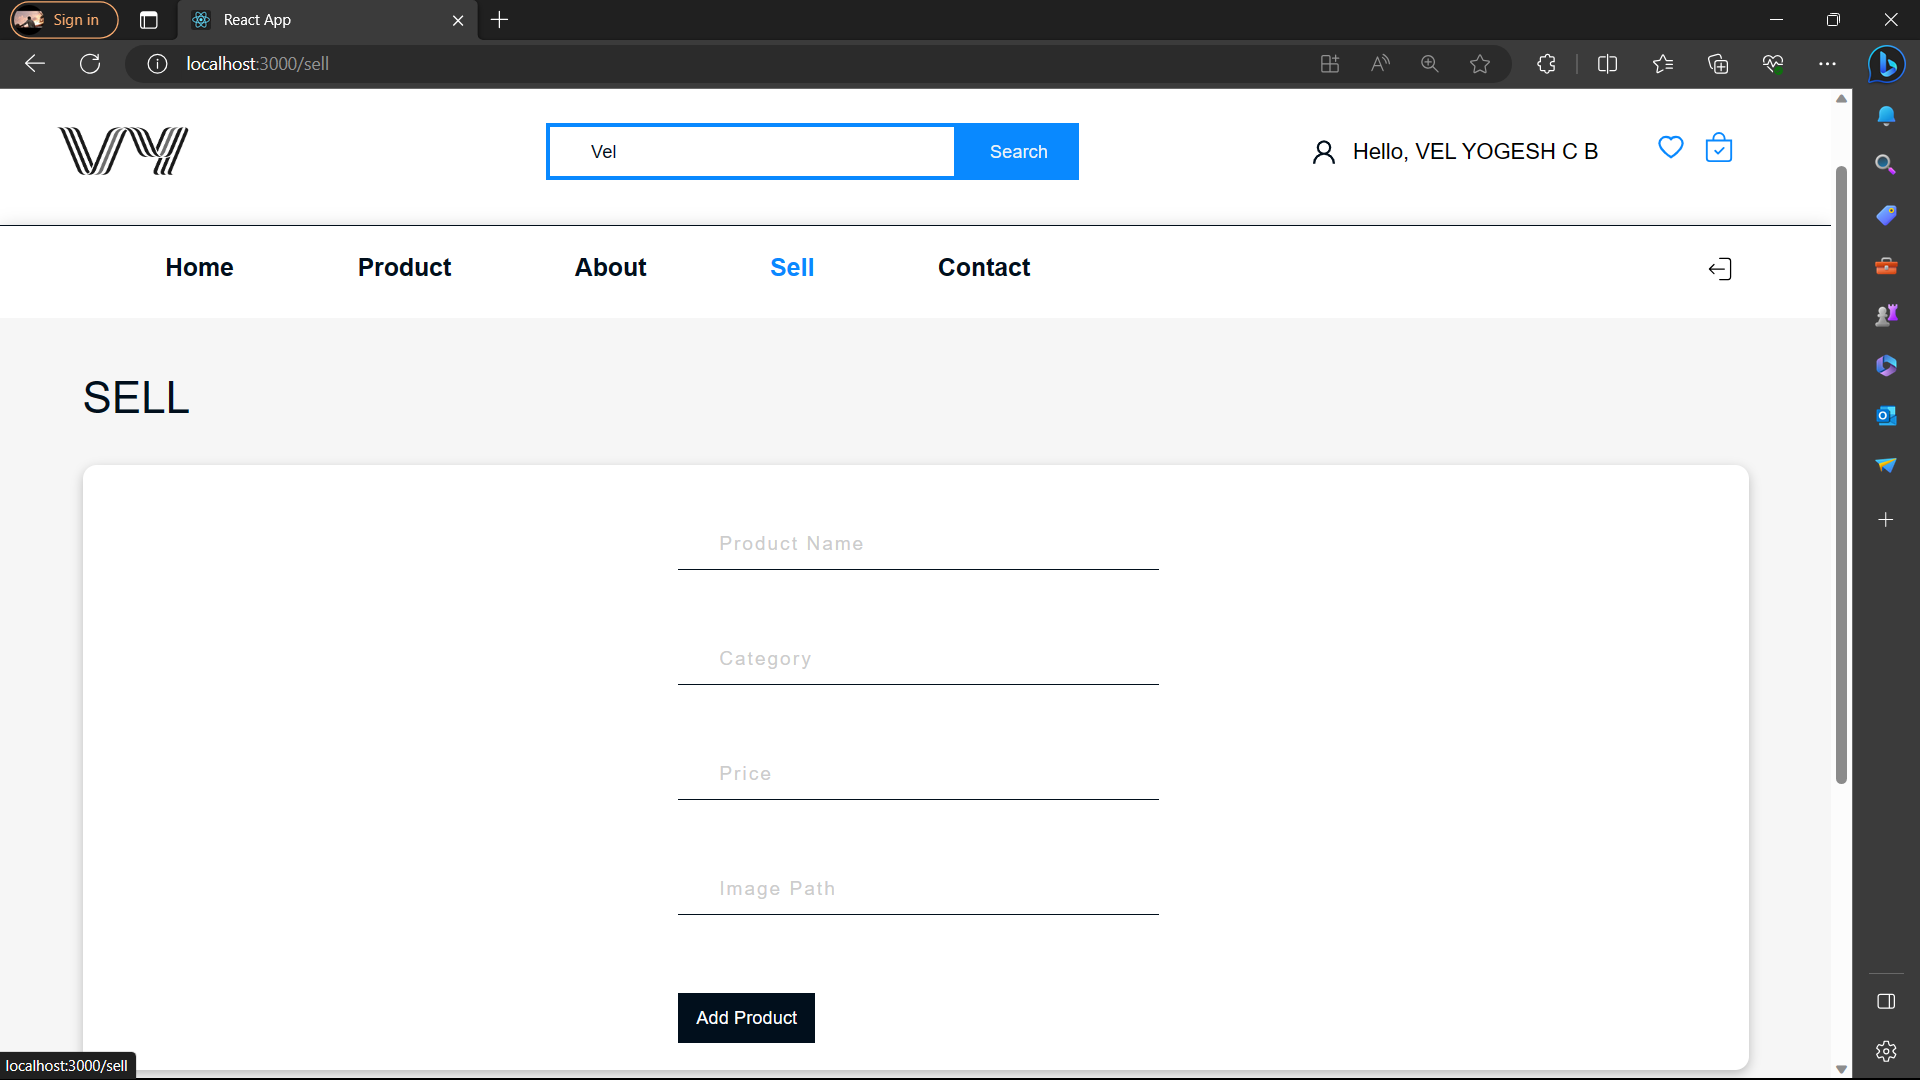 Sign in
React App
localhost:3000/sell
VY
Vel
Search
Hello, VEL YOGESH C B
Home
Product
About
Sell
Contact
SELL
Product Name
Category
Price
Image Path
Add Product
localhost:3000/sell